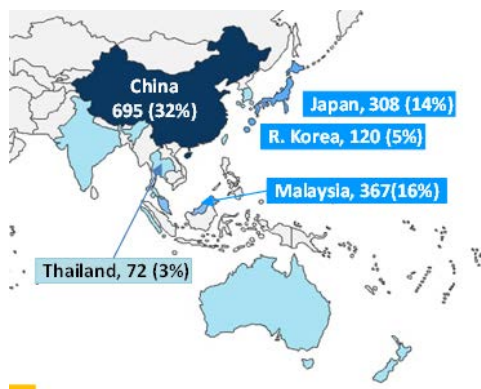 China
695 (32%)
Japan, 308 (14%)
R. Korea, 120 (5%)
Malaysia, 367(16%)
Thailand, 72 (3%)